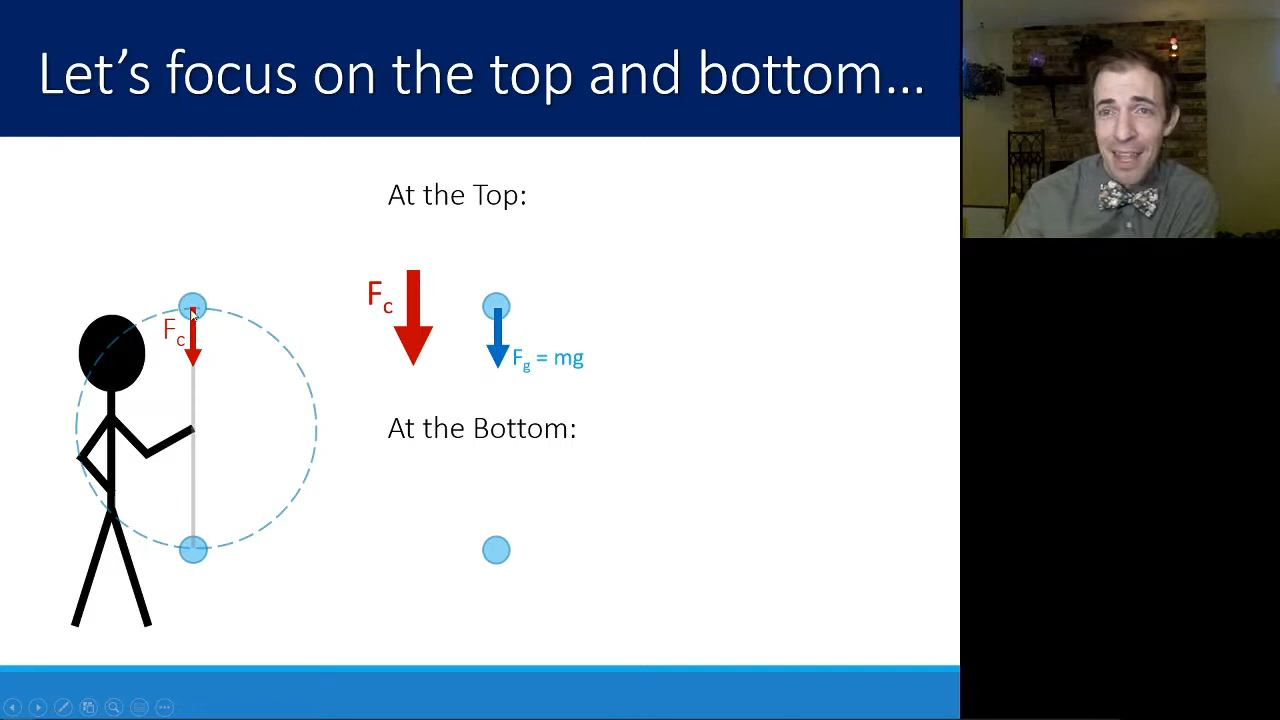 Let’s focus on the top and bottom…
At the Top:
Fc
Fc
Fg = mg
At the Bottom: